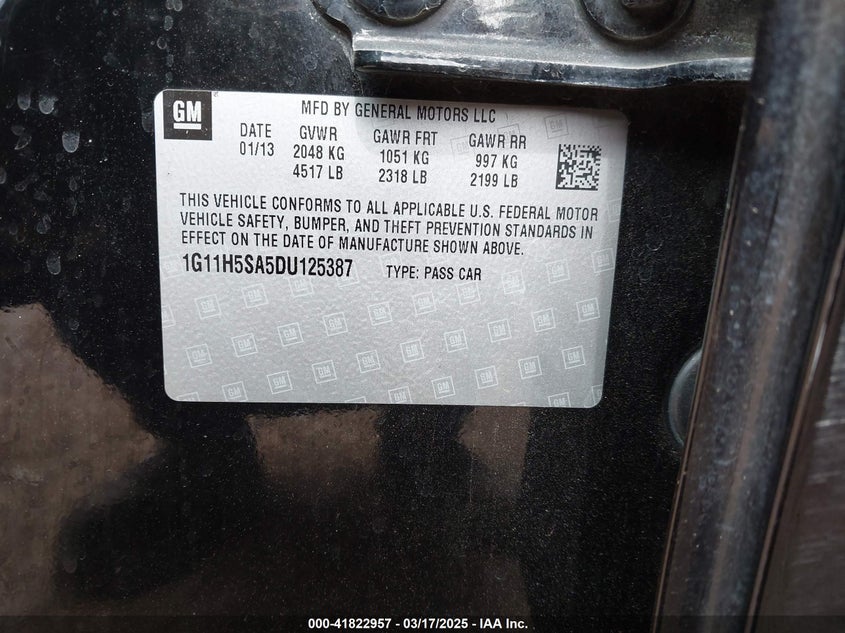 GM
MFD BY GENERAL MOTORS LLC
DATE GVWR GAWR FRT GAWR RR
01/13 2048 KG 1051 KG 997 KG
4517 LB 2318 LB 2199 LB
THIS VEHICLE CONFORMS TO ALL APPLICABLE U.S. FEDERAL MOTOR
VEHICLE SAFETY, BUMPER, AND THEFT PREVENTION STANDARDS IN
EFFECT ON THE DATE OF MANUFACTURE SHOWN ABOVE.
1G11H5SA5DU125387 TYPE: PASS CAR
000-41822957 / 03/17/2025 - IAA Inc.